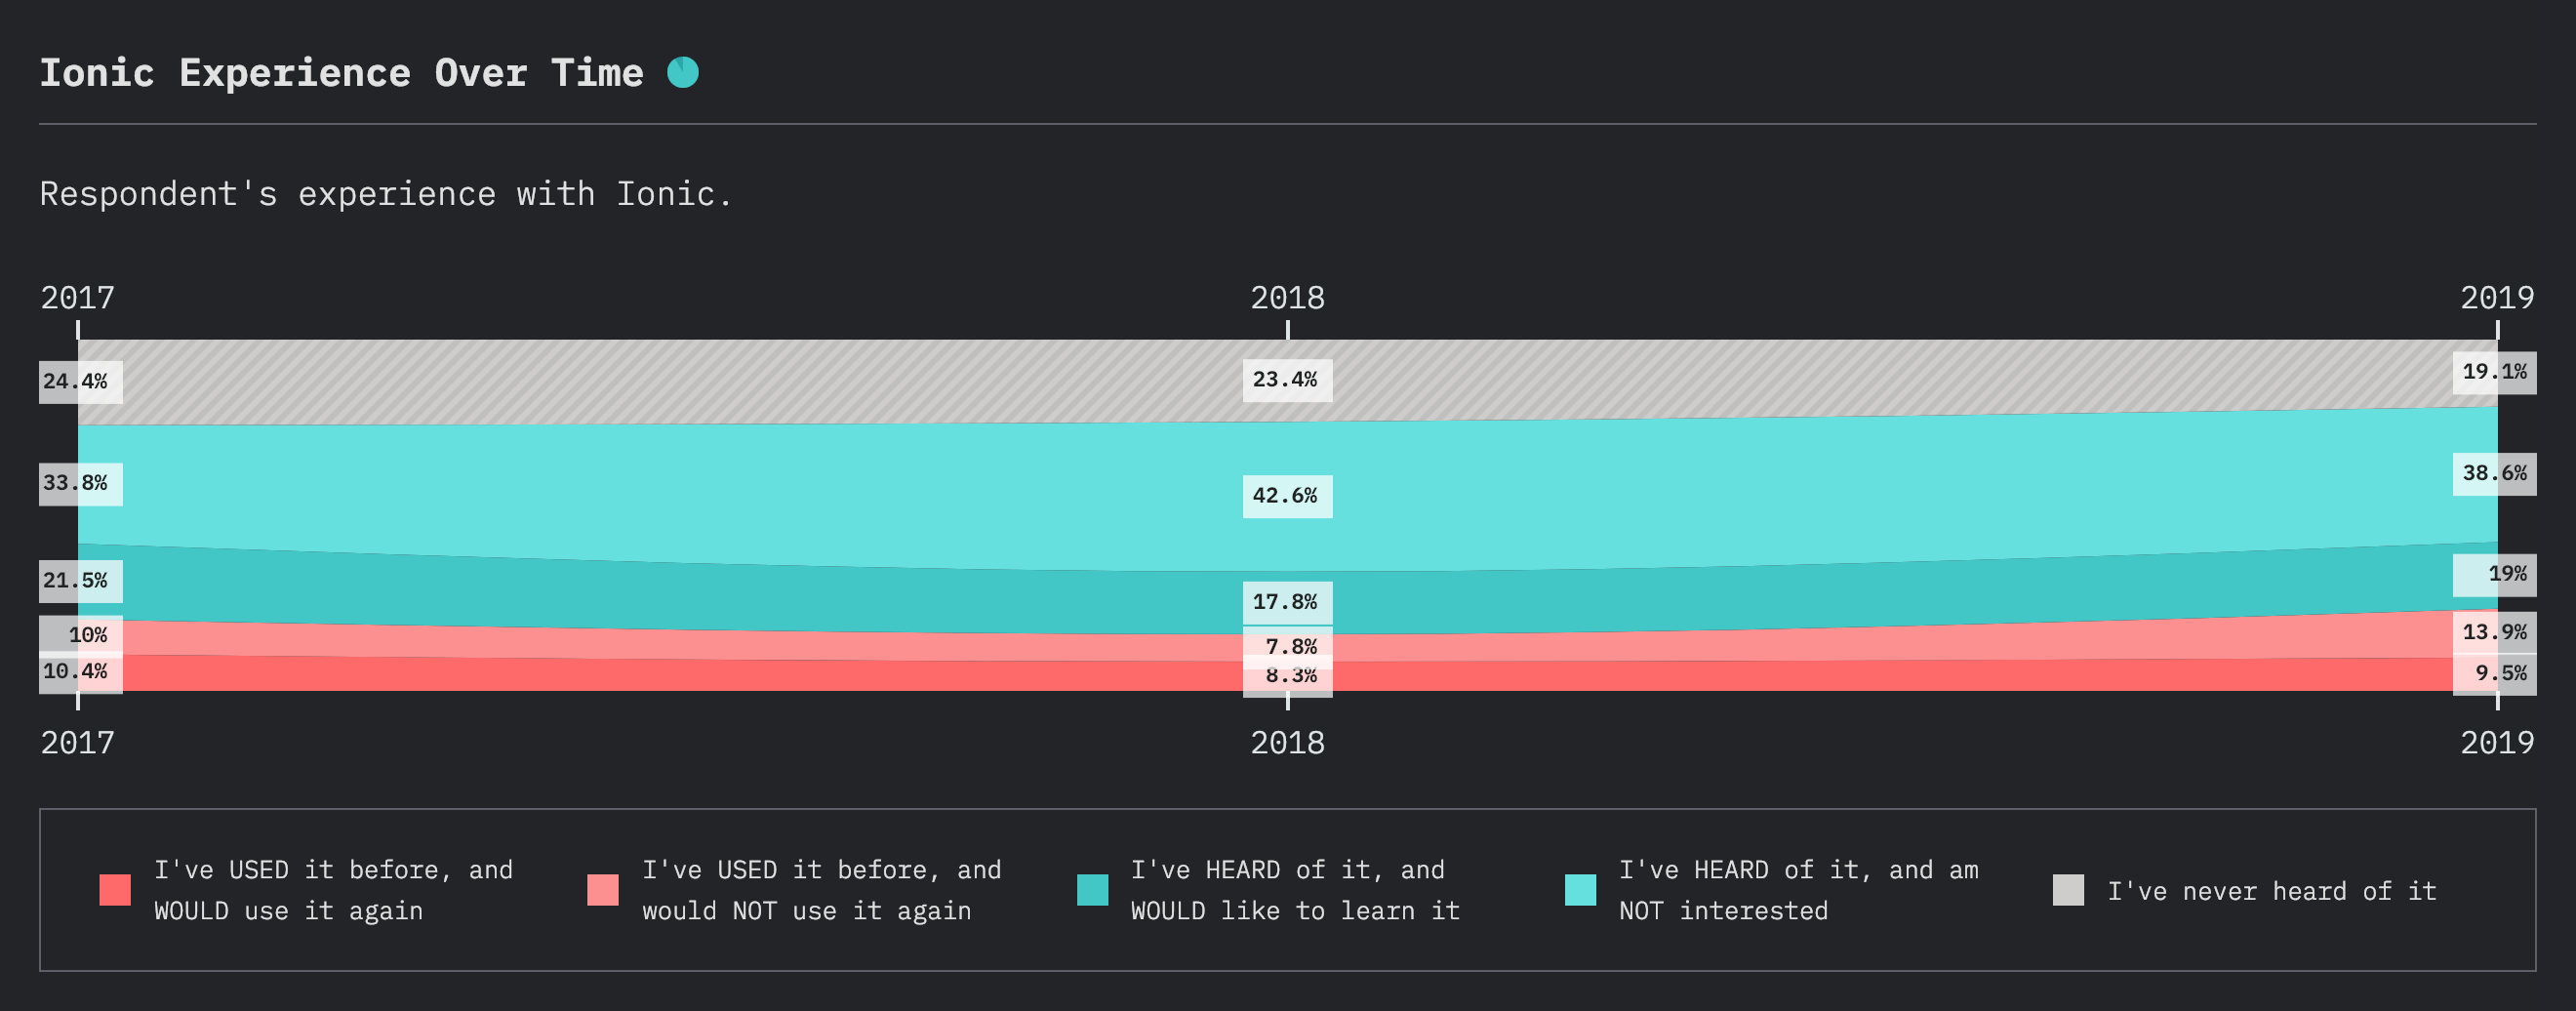 Ionic Experience Over Time
Respondent's experience with Ionic.
2017 2018 2019
24.4% 23.4% 19.1%
33.8% 42.6% 38.6%
21.5% 17.8% 19%
10% 7.8% 13.9%
10.4% 8.3% 9.5%
2017 2018 2019
I've USED it before, and
WOULD use it again
I've USED it before, and
would NOT use it again
I've HEARD of it, and
WOULD like to learn it
I've HEARD of it, and am
NOT interested
I've never heard of it